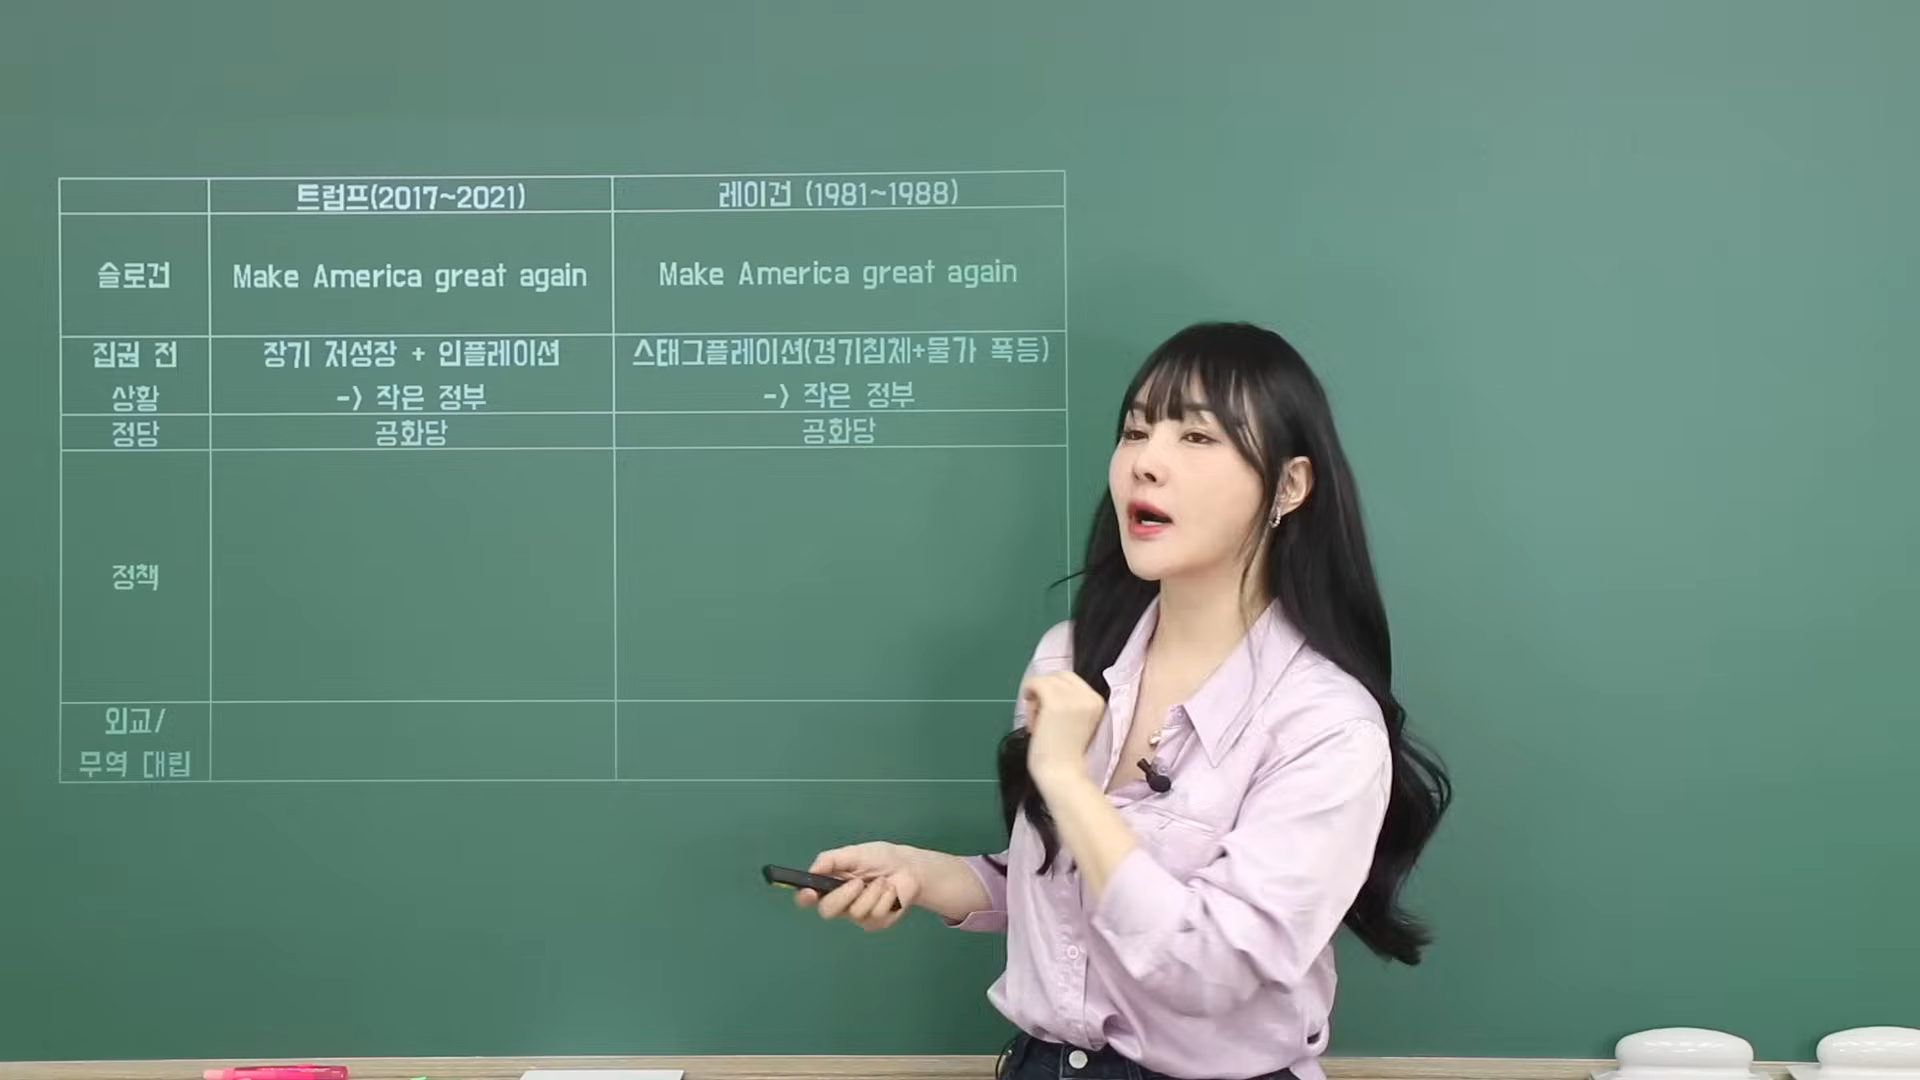 트럼프(2017~2021)
레이건 (1981~1988)
슬로건
Make America great again
Make America great again
집권 전
상황
장기 저성장 + 인플레이션
-> 작은 정부
스태그플레이션(경기침체+물가 폭등)
-> 작은 정부
정당
공화당
공화당
정책
외교/
무역 대립